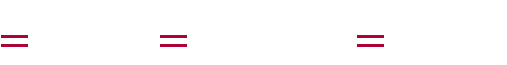 = = =